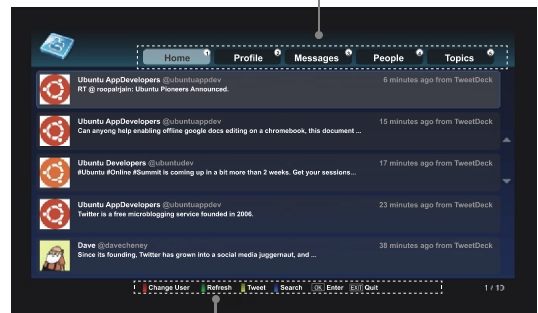 Home Profile Messages People Topics
Ubuntu AppDevelopers @ubuntuappdev 6 minutes ago from TweetDeck
RT @ roopalrjain: Ubuntu Pioneers Announced.
Ubuntu AppDevelopers @ubuntuappdev 15 minutes ago from TweetDeck
Can anyong help enabling offline google docs editing on a chromebook, this document ...
Ubuntu Developers @ubuntudev 17 minutes ago from TweetDeck
#Ubuntu #Online #Summit is coming up in a bit more than 2 weeks. Get your sessions...
Ubuntu AppDevelopers @ubuntuappdev 23 minutes ago from TweetDeck
Twitter is a free microblogging service founded in 2006.
Dave @davecheney 38 minutes ago from TweetDeck
Since its founding, Twitter has grown into a social media juggernaut, and ...
Change User Refresh Tweet Search OK Enter EXIT Quit 1 / 10